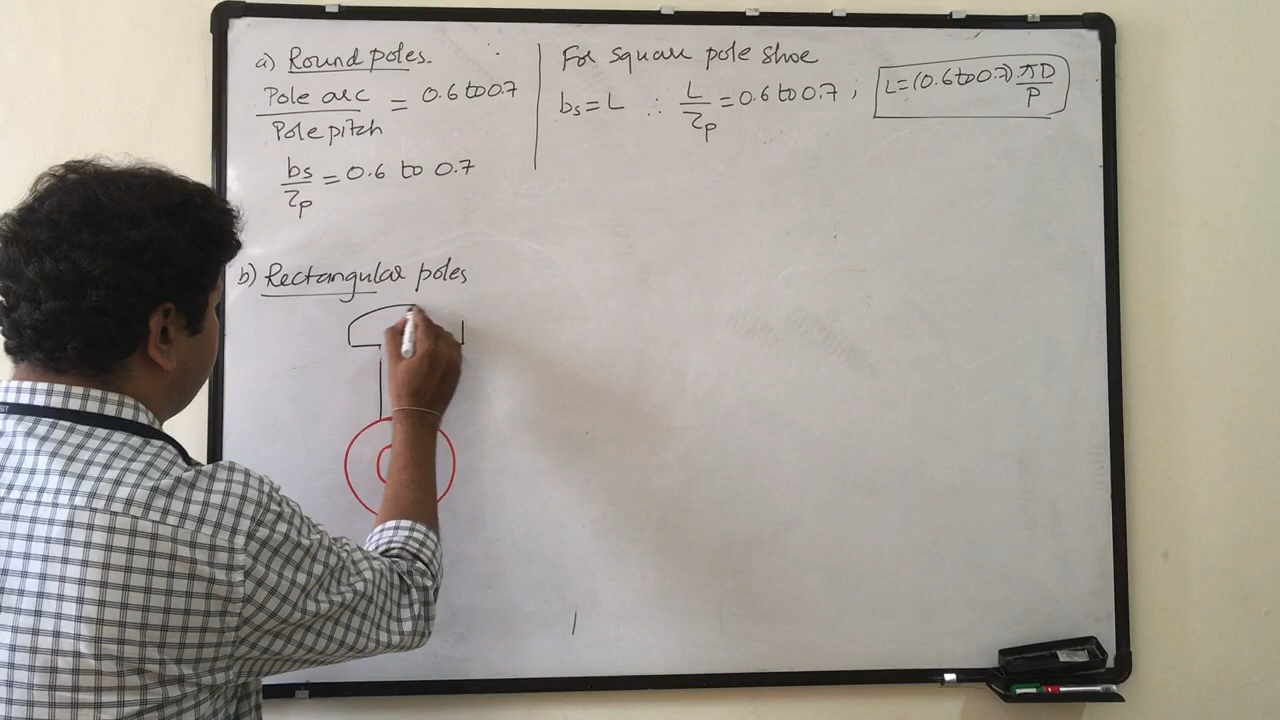 a) Round poles.
Pole arc / Pole pitch = 0.6 to 0.7
bs / τp = 0.6 to 0.7
For square pole shoe
bs = L ∴ L / τp = 0.6 to 0.7 ; L = (0.6 to 0.7) . πD / P
b) Rectangular poles